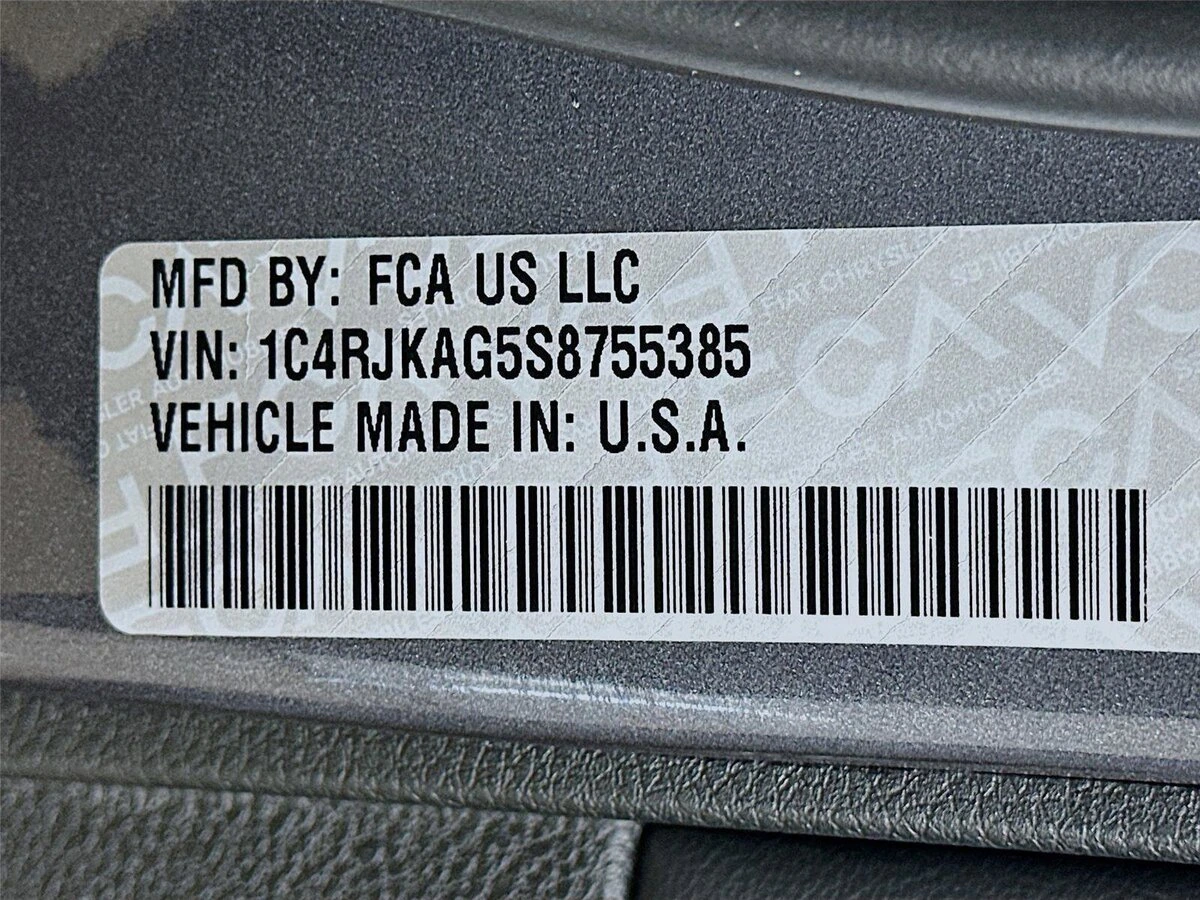 MFD BY: FCA US LLC
VIN: 1C4RJKAG5S8755385
VEHICLE MADE IN: U.S.A.